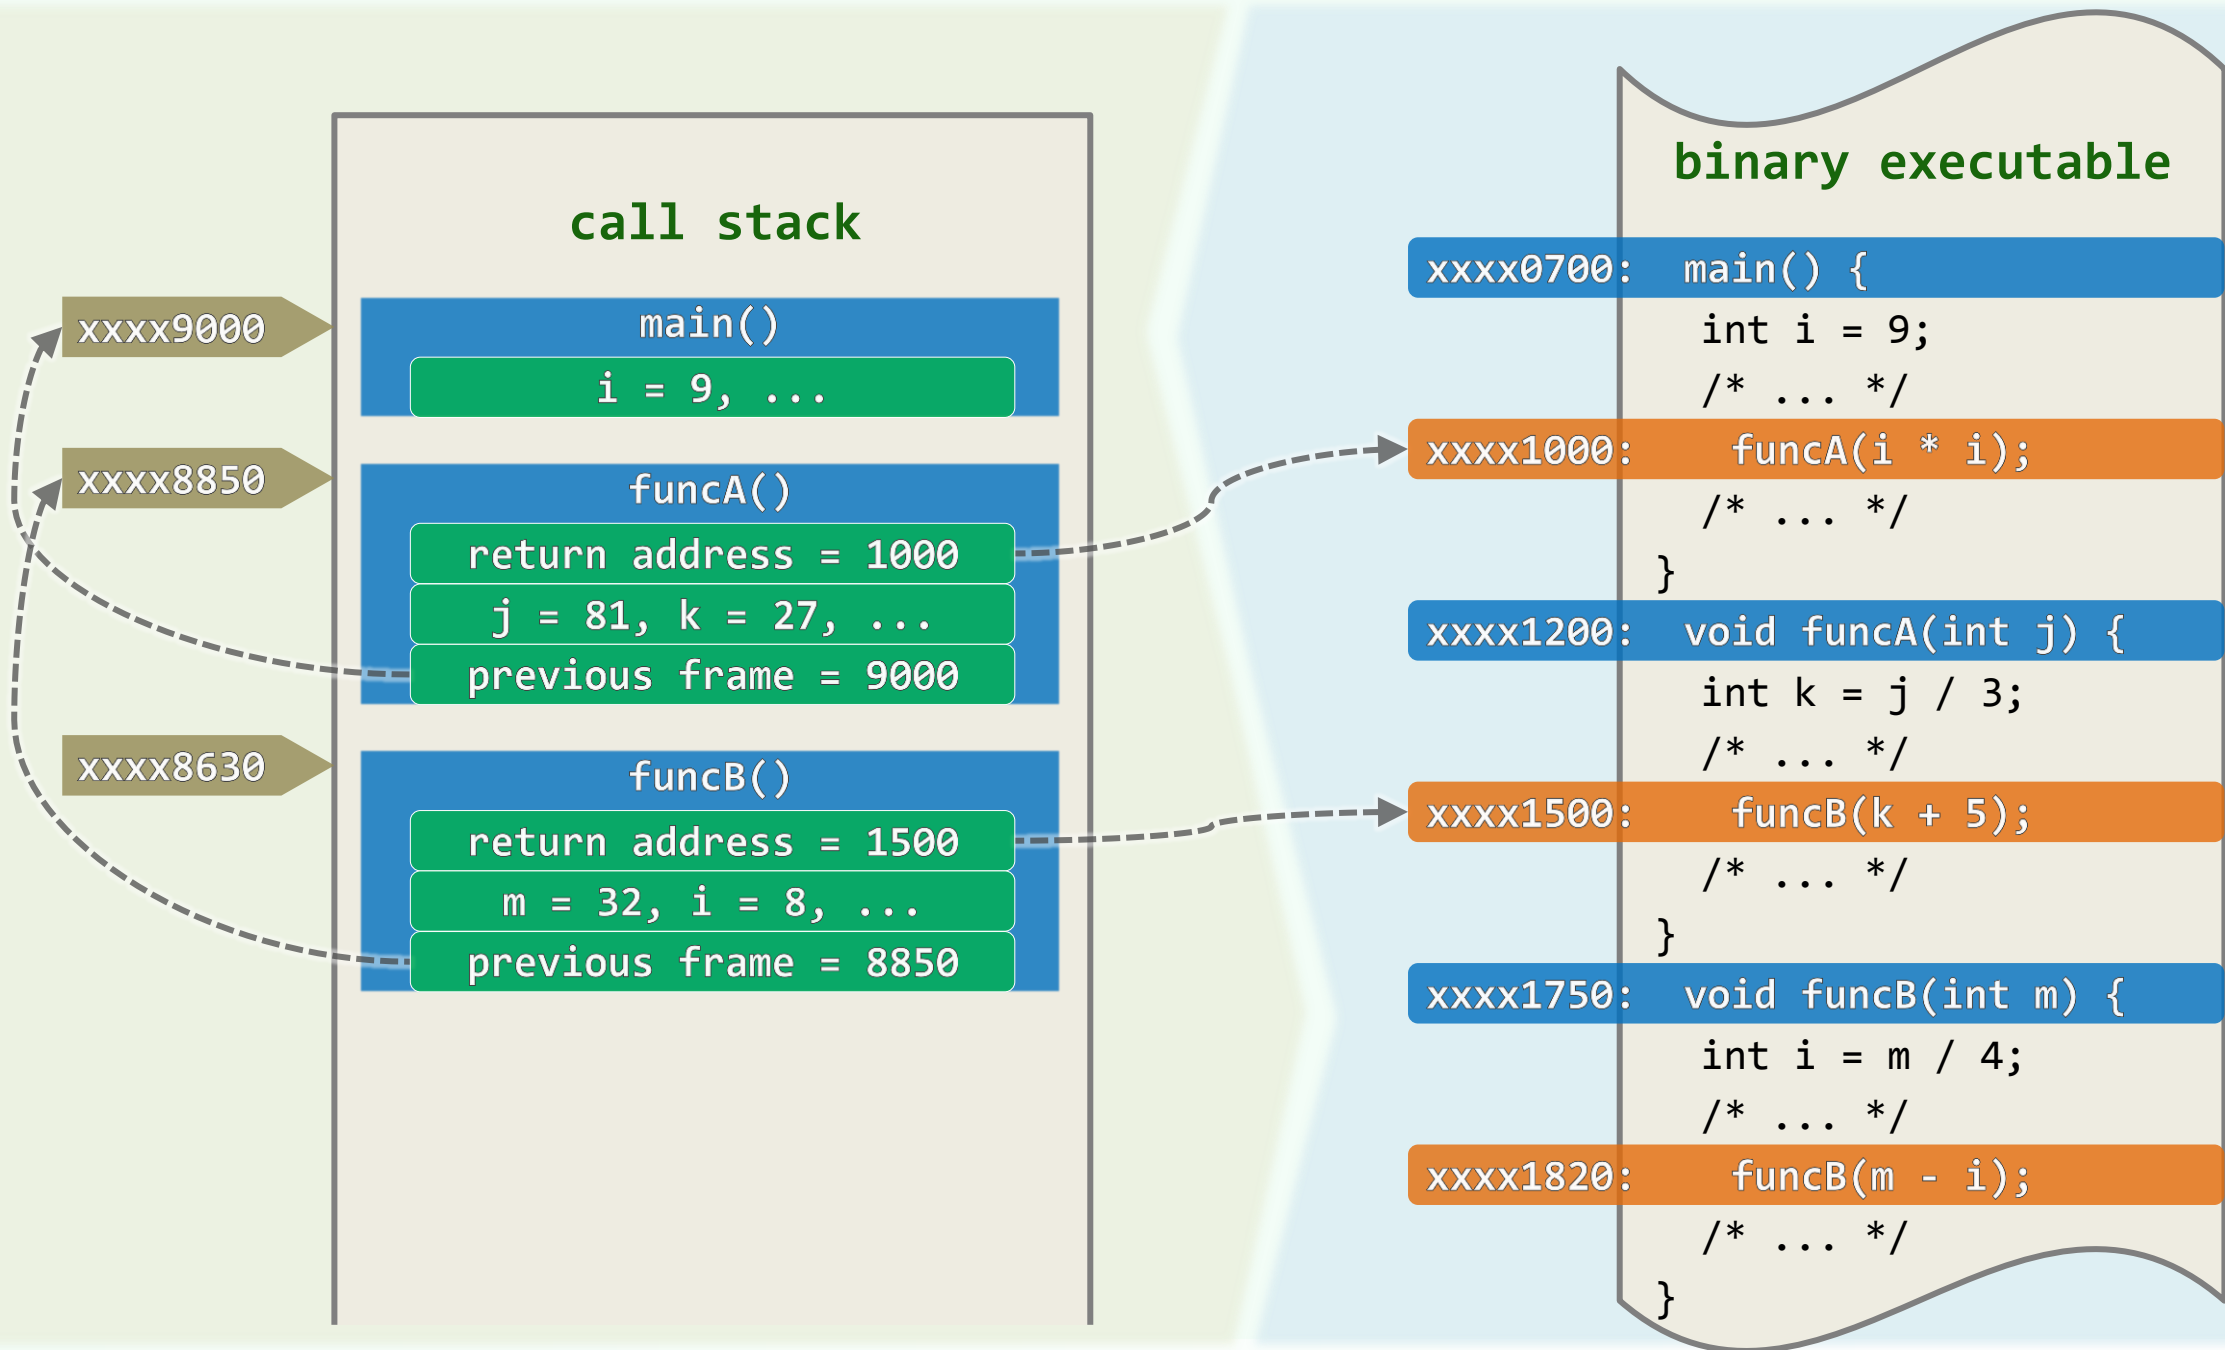 call stack
xxxx9000
main()
i = 9, ...
xxxx8850
funcA()
return address = 1000
j = 81, k = 27, ...
previous frame = 9000
xxxx8630
funcB()
return address = 1500
m = 32, i = 8, ...
previous frame = 8850
binary executable
xxxx0700: main() {
int i = 9;
/* ... */
xxxx1000: funcA(i * i);
/* ... */
}
xxxx1200: void funcA(int j) {
int k = j / 3;
/* ... */
xxxx1500: funcB(k + 5);
/* ... */
}
xxxx1750: void funcB(int m) {
int i = m / 4;
/* ... */
xxxx1820: funcB(m - i);
/* ... */
}